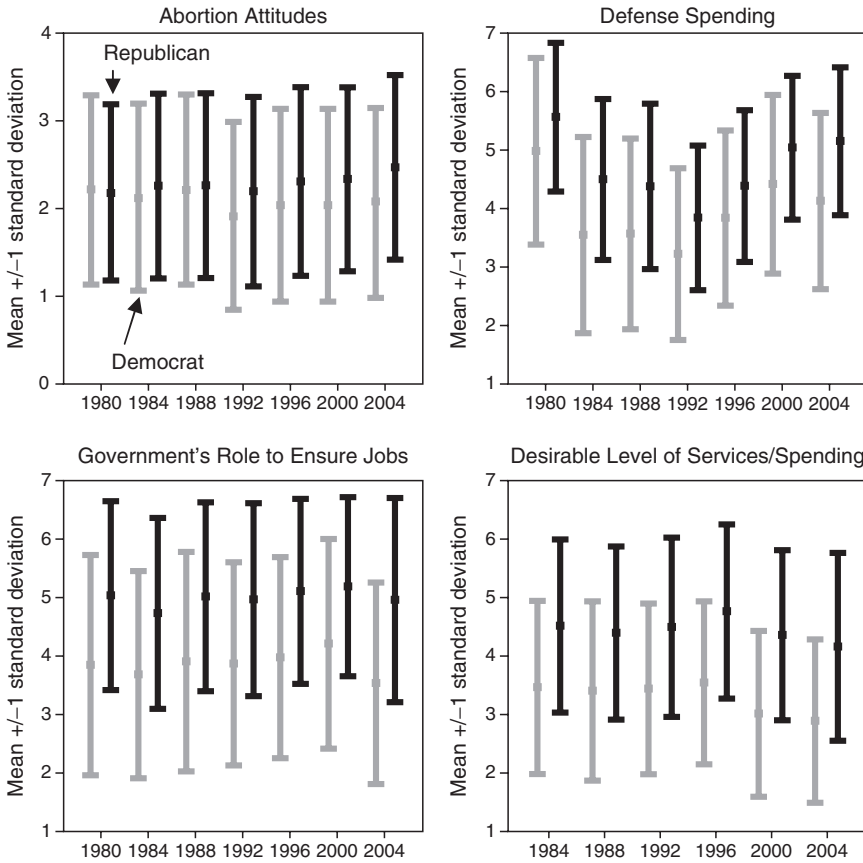 Abortion Attitudes
Mean +/−1 standard deviation
4
3
2
1
0
Republican
Democrat
1980 1984 1988 1992 1996 2000 2004
Defense Spending
Mean +/−1 standard deviation
7
6
5
4
3
2
1
1980 1984 1988 1992 1996 2000 2004
Government's Role to Ensure Jobs
Mean +/−1 standard deviation
7
6
5
4
3
2
1
1980 1984 1988 1992 1996 2000 2004
Desirable Level of Services/Spending
Mean +/−1 standard deviation
7
6
5
4
3
2
1
1984 1988 1992 1996 2000 2004